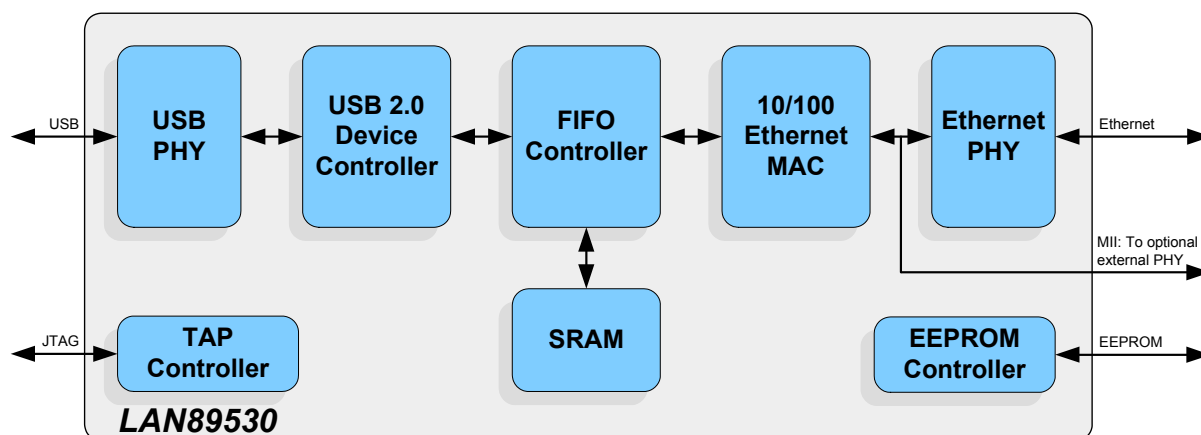 USB
USB
PHY
USB 2.0
Device
Controller
FIFO
Controller
10/100
Ethernet
MAC
Ethernet
PHY
Ethernet
MII: To optional
external PHY
JTAG
TAP
Controller
SRAM
EEPROM
Controller
EEPROM
LAN89530